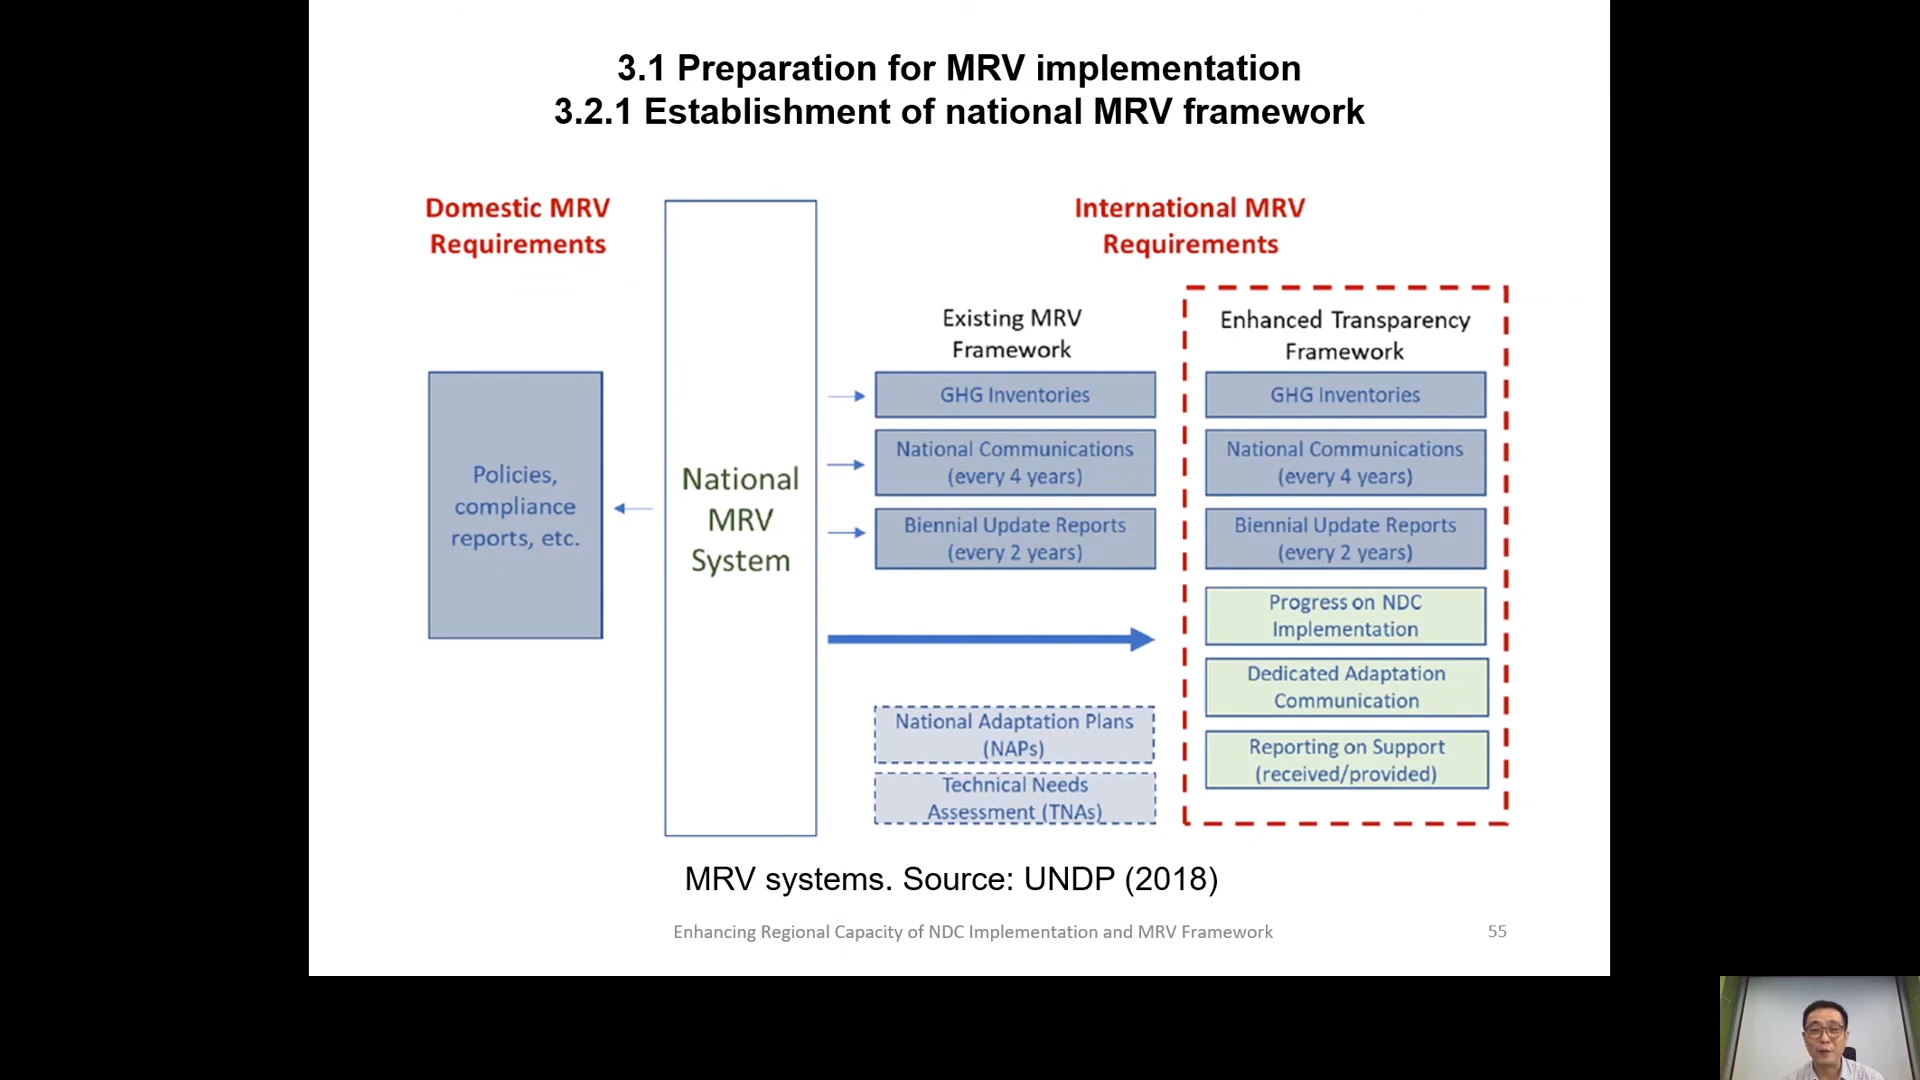 3.1 Preparation for MRV implementation
3.2.1 Establishment of national MRV framework
Domestic MRV
Requirements
Policies,
compliance
reports, etc.
National
MRV
System
International MRV
Requirements
Existing MRV
Framework
GHG Inventories
National Communications
(every 4 years)
Biennial Update Reports
(every 2 years)
National Adaptation Plans
(NAPs)
Technical Needs
Assessment (TNAs)
Enhanced Transparency
Framework
GHG Inventories
National Communications
(every 4 years)
Biennial Update Reports
(every 2 years)
Progress on NDC
Implementation
Dedicated Adaptation
Communication
Reporting on Support
(received/provided)
MRV systems. Source: UNDP (2018)
Enhancing Regional Capacity of NDC Implementation and MRV Framework
55